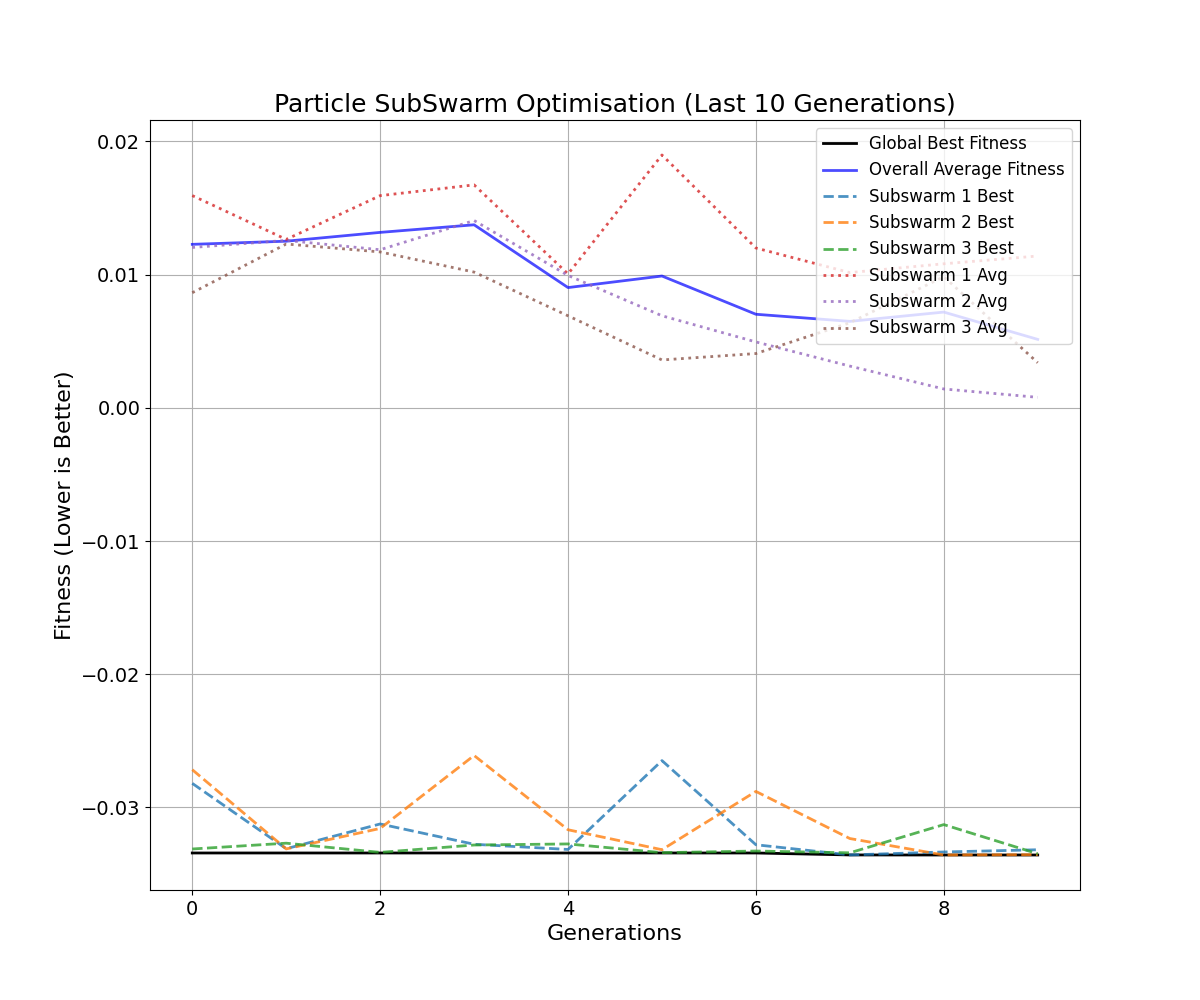 Particle SubSwarm Optimisation (Last 10 Generations)
0.02
0.01
0.00
−0.01
−0.02
−0.03
Fitness (Lower is Better)
Global Best Fitness
Overall Average Fitness
Subswarm 1 Best
Subswarm 2 Best
Subswarm 3 Best
Subswarm 1 Avg
Subswarm 2 Avg
Subswarm 3 Avg
0 2 4 6 8
Generations